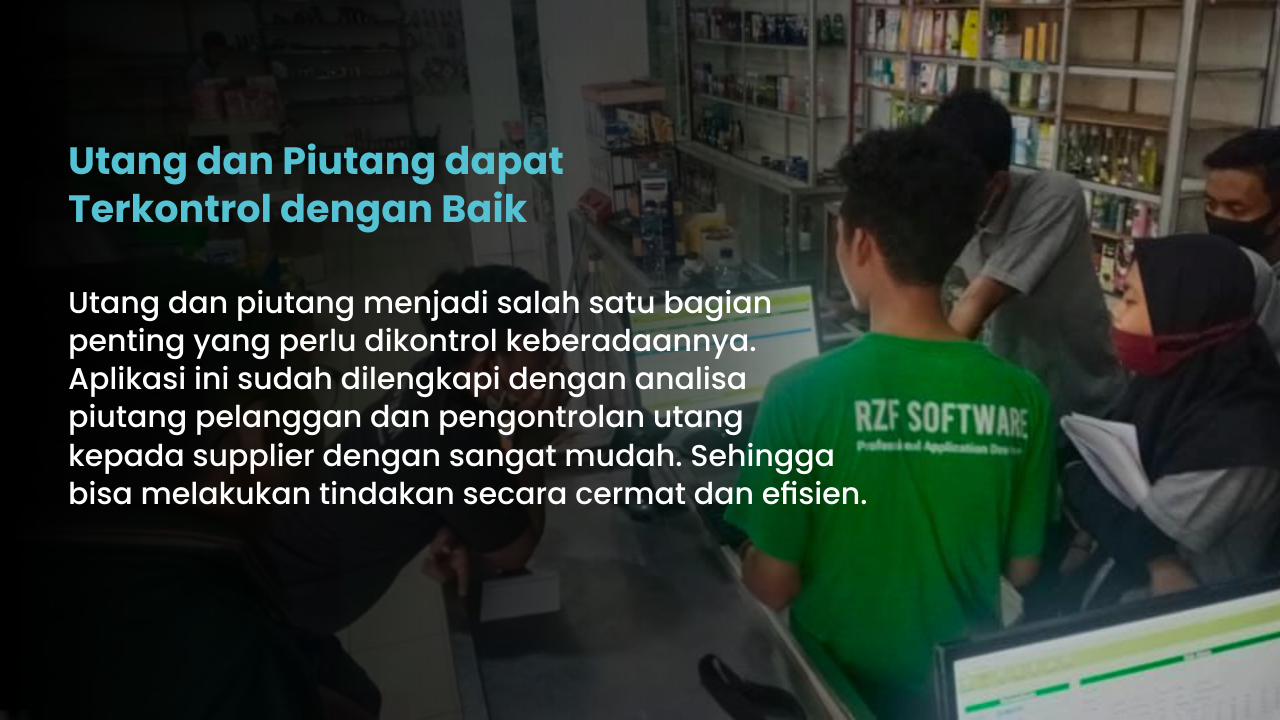 Utang dan Piutang dapat
Terkontrol dengan Baik
Utang dan piutang menjadi salah satu bagian
penting yang perlu dikontrol keberadaannya.
Aplikasi ini sudah dilengkapi dengan analisa
piutang pelanggan dan pengontrolan utang
kepada supplier dengan sangat mudah. Sehingga
bisa melakukan tindakan secara cermat dan efisien.
RZF SOFTWARE
Application